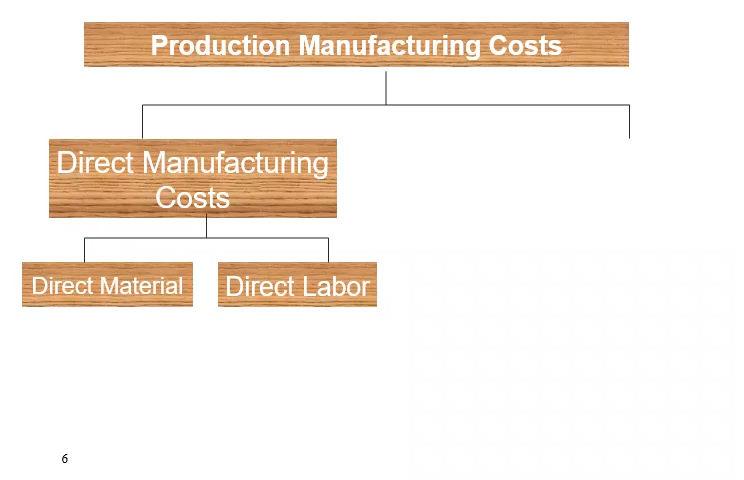 Production Manufacturing Costs
Direct Manufacturing
Costs
Direct Material
Direct Labor
6